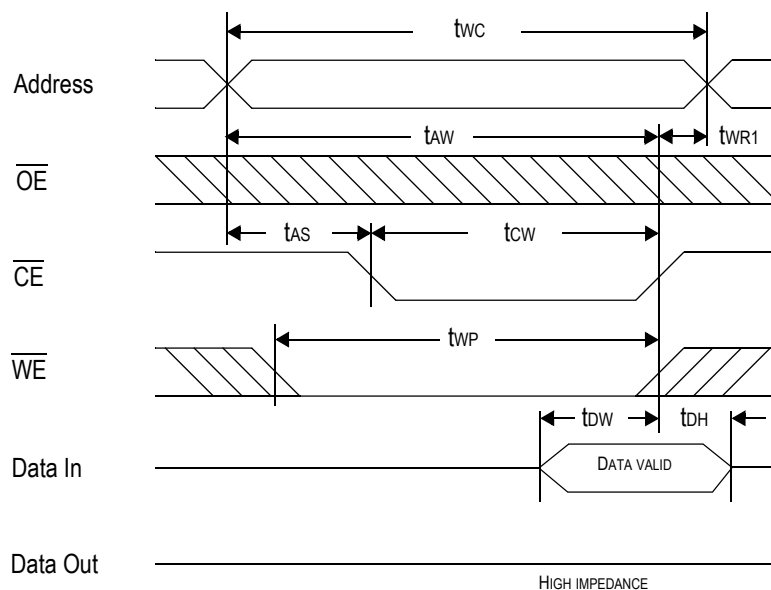 tWC
Address
tAW
tWR1
OE
tAS
tCW
CE
tWP
WE
tDW
tDH
Data In
DATA VALID
Data Out
HIGH IMPEDANCE